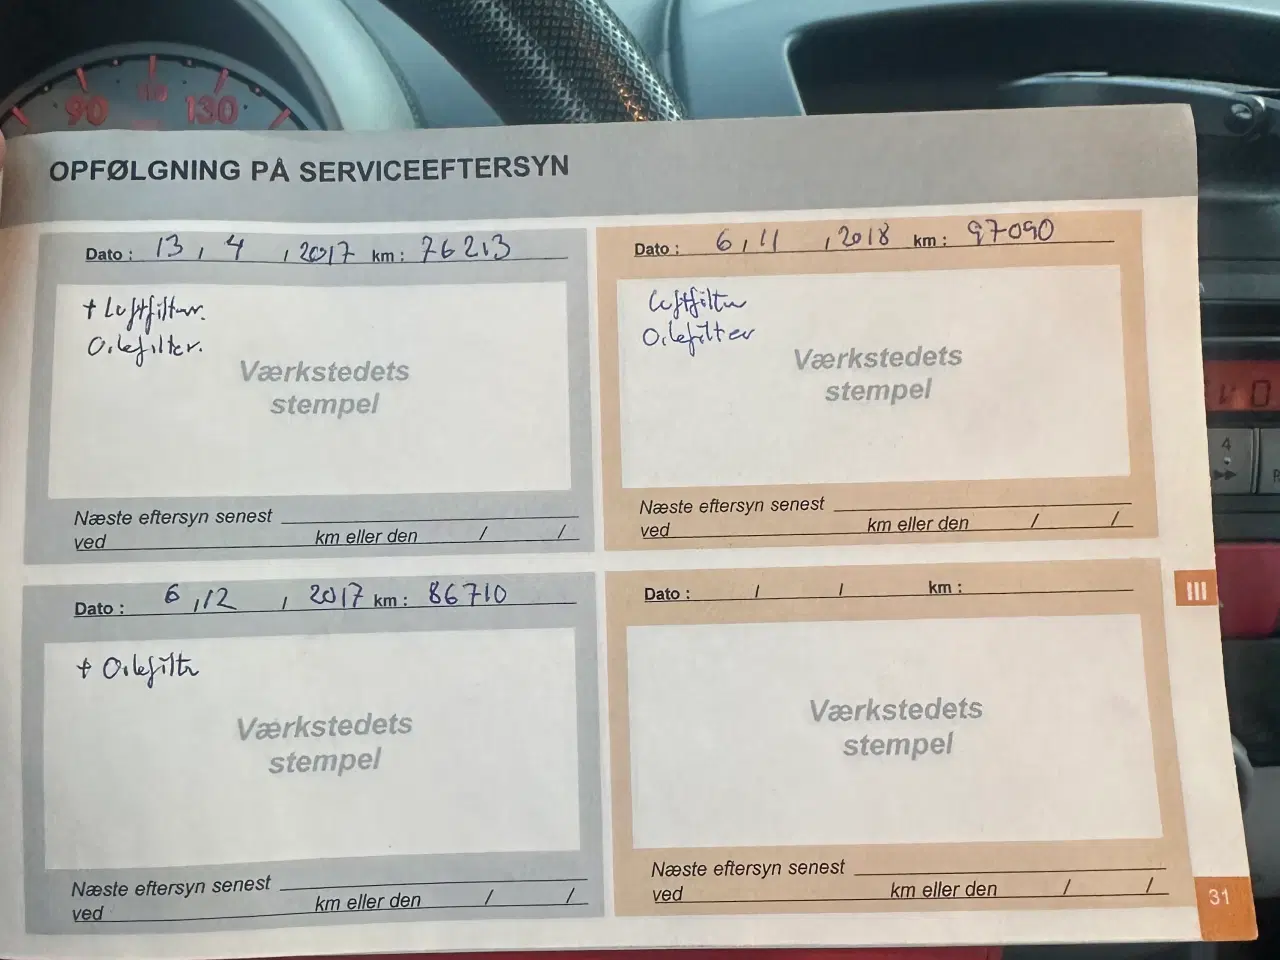 90
130
OPFØLGNING PÅ SERVICEEFTERSYN
Dato : 13, 4, 2017 km : 76213
+ Luftfilter.
Oliefilter.
Værkstedets
stempel
Næste eftersyn senest
ved km eller den / /
Dato : 6, 11, 2018 km : 97090
Luftfilter
Oliefilter
Værkstedets
stempel
Næste eftersyn senest
ved km eller den / /
Dato : 6, 12, 2017 km : 86710
+ Oliefilter
Værkstedets
stempel
Næste eftersyn senest
ved km eller den / /
Dato : / / km :
Værkstedets
stempel
Næste eftersyn senest
ved km eller den / /
III
31
4